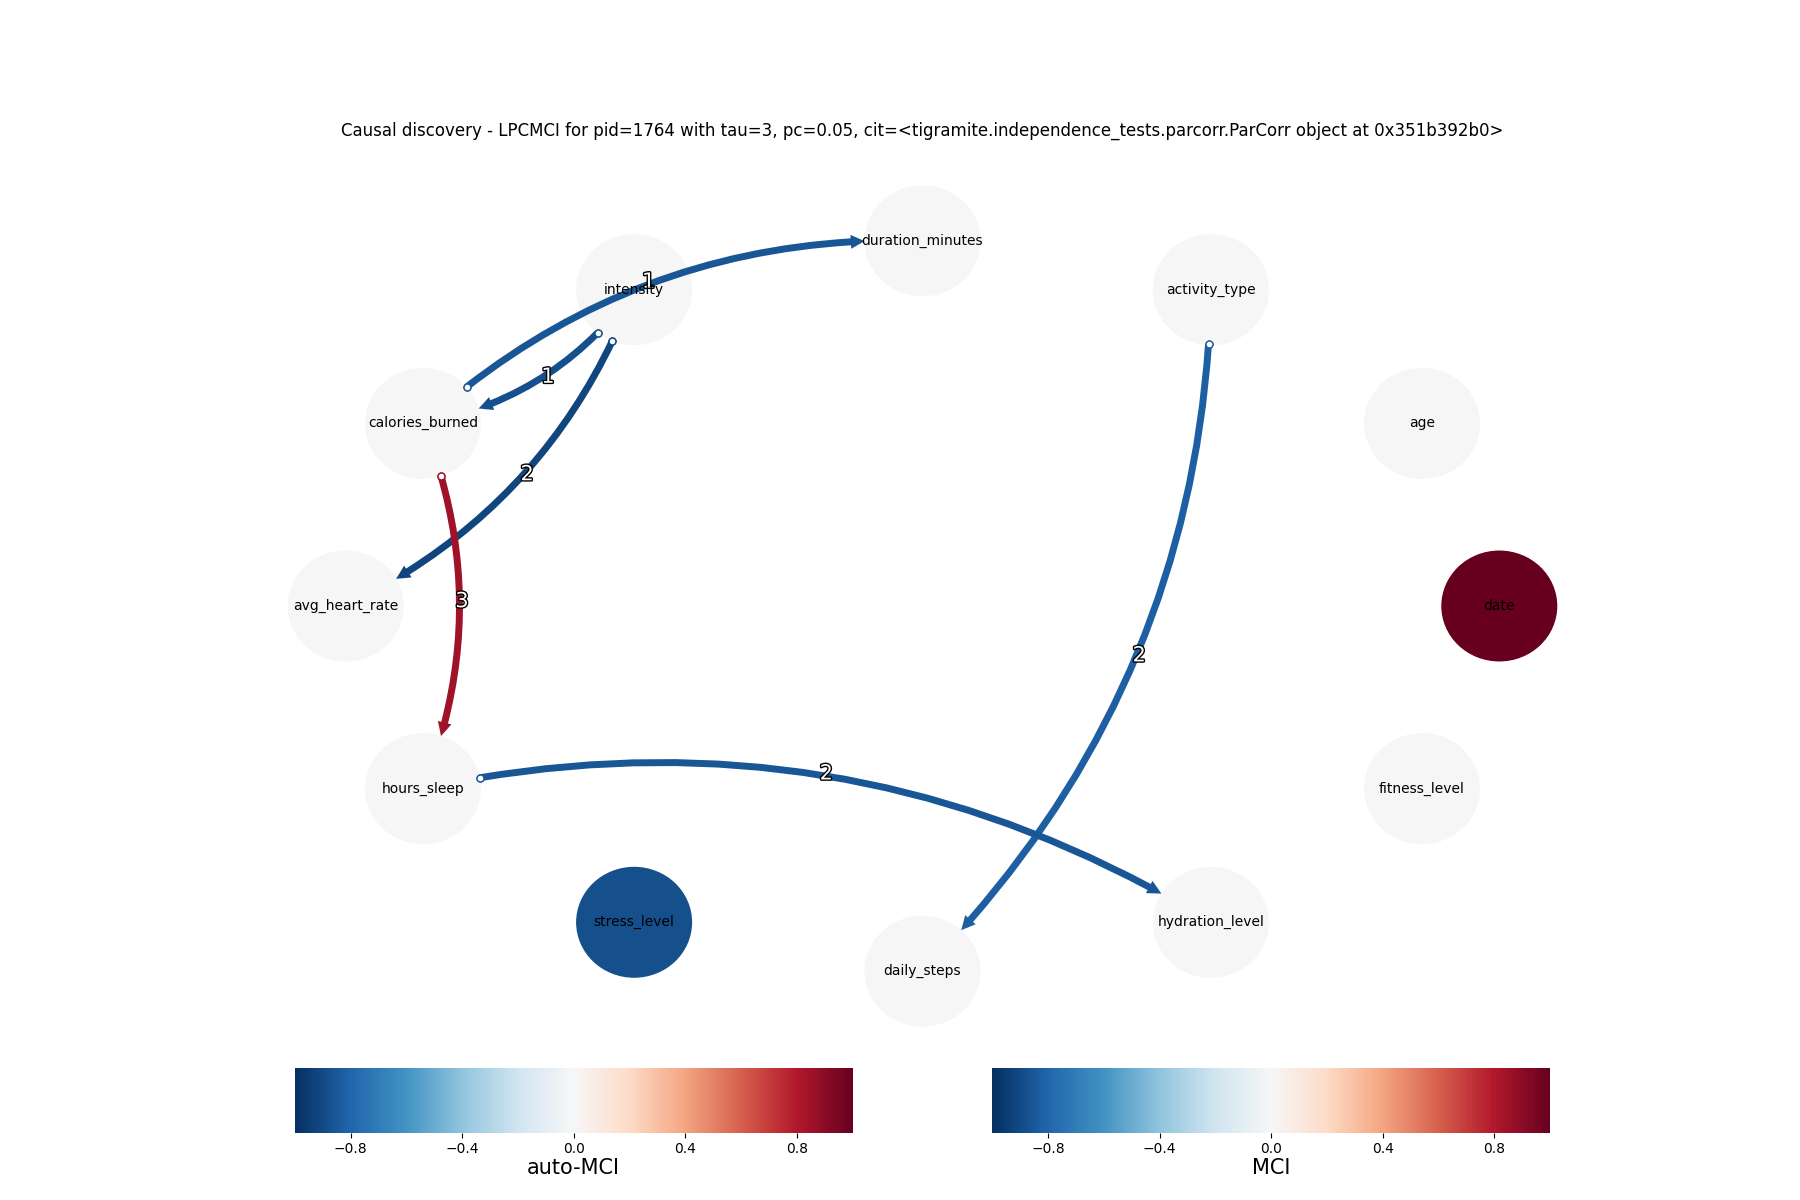 Causal discovery - LPCMCI for pid=1764 with tau=3, pc=0.05, cit=<tigramite.independence_tests.parcorr.ParCorr object at 0x351b392b0>
duration_minutes
intensity
activity_type
1
1
calories_burned
age
2
avg_heart_rate
3
date
2
hours_sleep
2
fitness_level
stress_level
hydration_level
daily_steps
−0.8 −0.4 0.0 0.4 0.8
auto-MCI
−0.8 −0.4 0.0 0.4 0.8
MCI